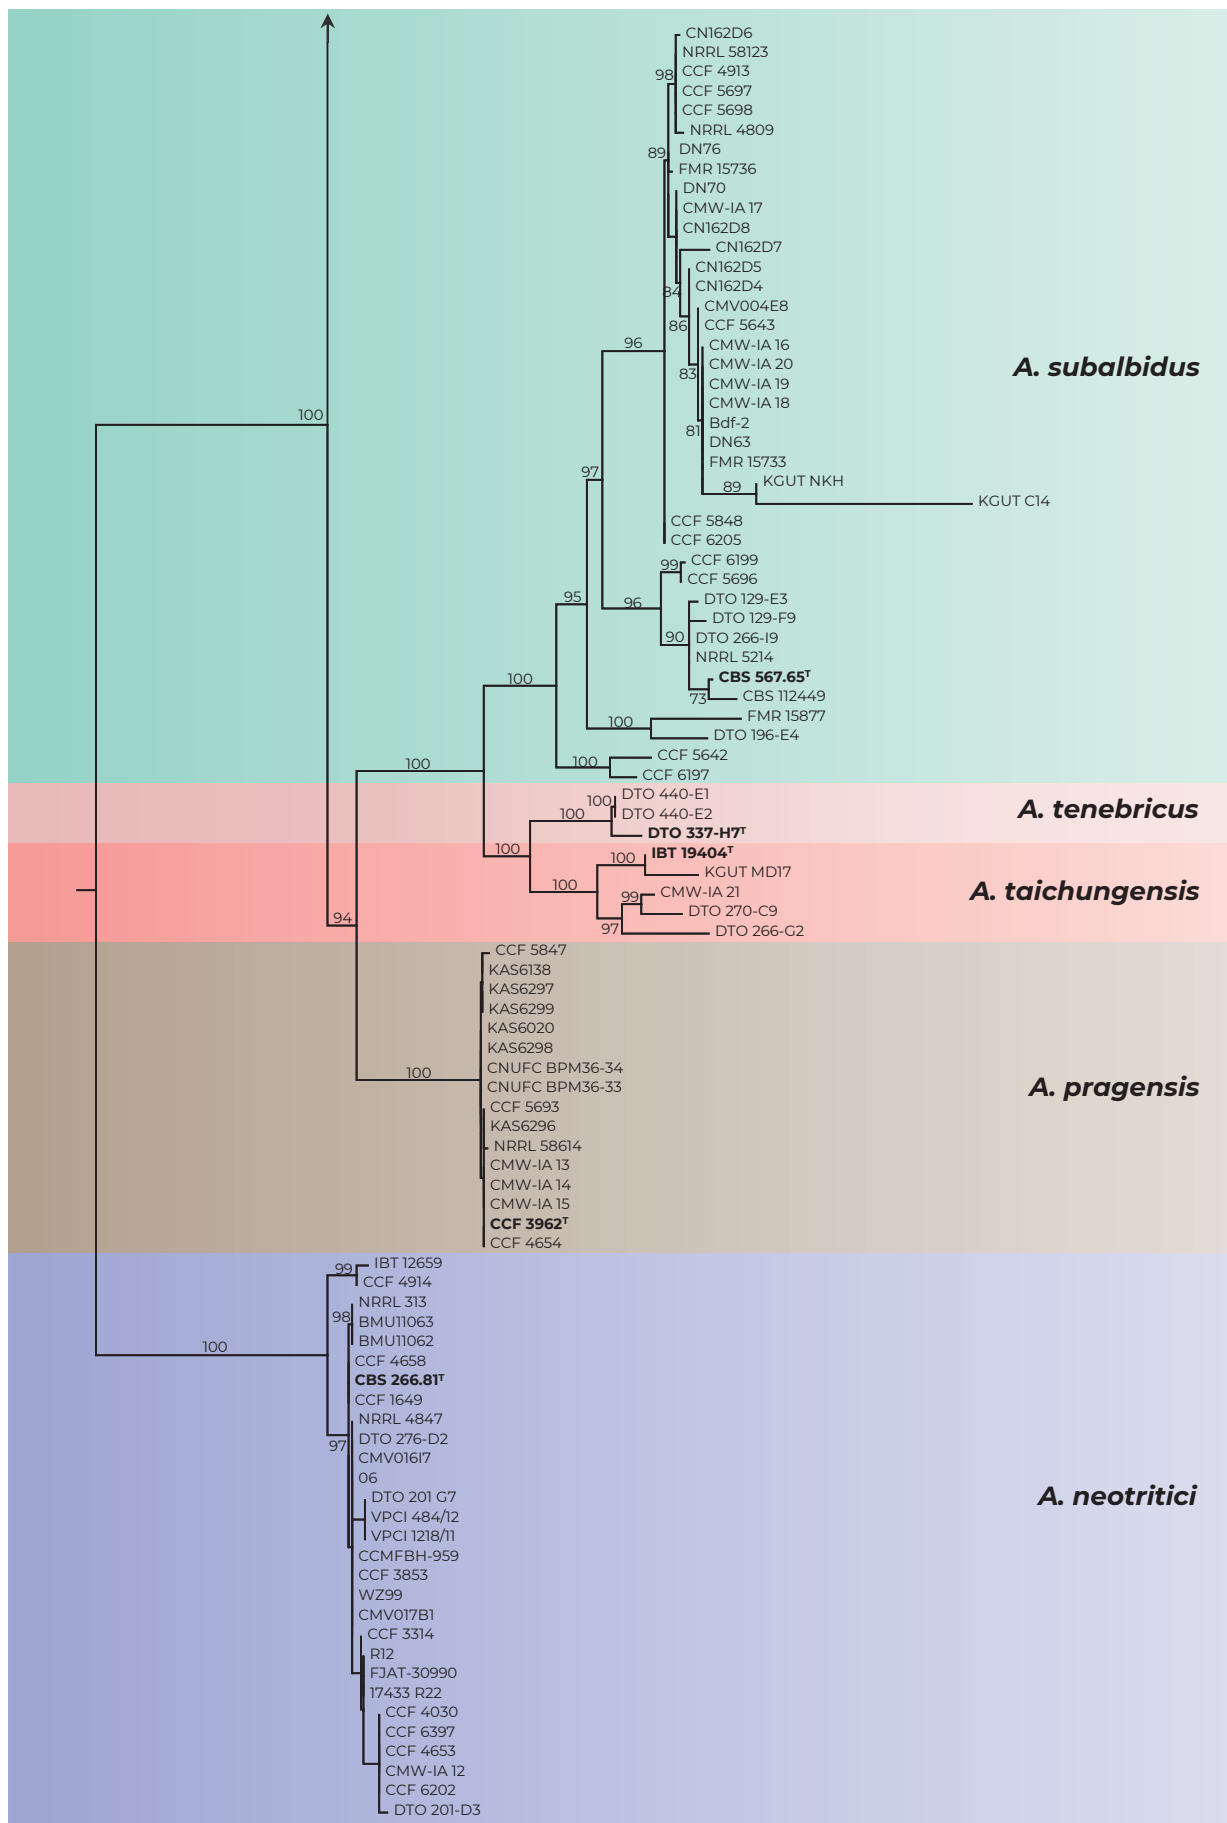 CN162D6
NRRL 58123
98
CCF 4913
CCF 5697
CCF 5698
NRRL 4809
89
DN76
FMR 15736
DN70
CMW-IA 17
CN162D8
CN162D7
CN162D5
84
CN162D4
CMV004E8
86
CCF 5643
96
CMW-IA 16
CMW-IA 20
A. subalbidus
83
CMW-IA 19
CMW-IA 18
100
Bdf-2
81
DN63
FMR 15733
97
KGUT NKH
89
KGUT C14
CCF 5848
CCF 6205
CCF 6199
99
CCF 5696
95
96
DTO 129-E3
DTO 129-F9
90
DTO 266-I9
NRRL 5214
100
CBS 567.65ᵀ
73
CBS 112449
FMR 15877
100
DTO 196-E4
CCF 5642
100
100
CCF 6197
DTO 440-E1
100
100
DTO 440-E2
A. tenebricus
DTO 337-H7ᵀ
100
IBT 19404ᵀ
100
KGUT MD17
100
CMW-IA 21
A. taichungensis
99
DTO 270-C9
94
97
DTO 266-G2
CCF 5847
KAS6138
KAS6297
KAS6299
KAS6020
KAS6298
100
CNUFC BPM36-34
CNUFC BPM36-33
A. pragensis
CCF 5693
KAS6296
NRRL 58614
CMW-IA 13
CMW-IA 14
CMW-IA 15
CCF 3962ᵀ
CCF 4654
IBT 12659
99
CCF 4914
NRRL 313
98
BMU11063
BMU11062
100
CCF 4658
CBS 266.81ᵀ
CCF 1649
NRRL 4847
97
DTO 276-D2
CMV016I7
06
DTO 201 G7
A. neotritici
VPCI 484/12
VPCI 1218/11
CCMFBH-959
CCF 3853
WZ99
CMV017B1
CCF 3314
R12
FJAT-30990
17433 R22
CCF 4030
CCF 6397
CCF 4653
CMW-IA 12
CCF 6202
DTO 201-D3